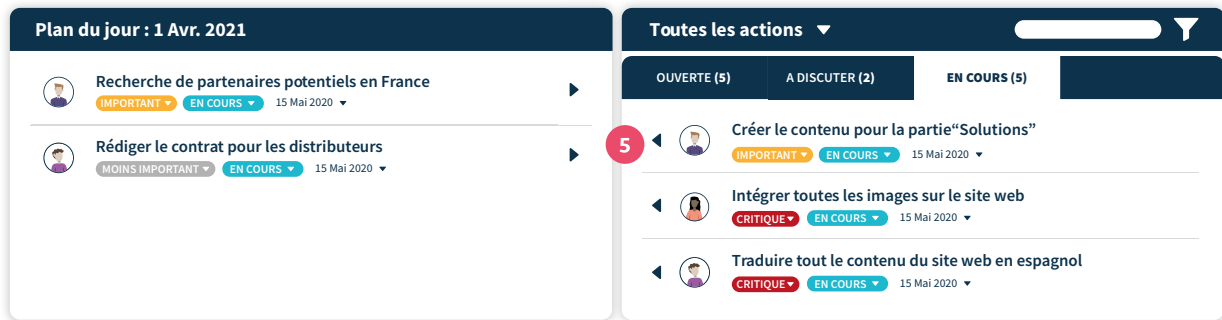 Plan du jour : 1 Avr. 2021
Recherche de partenaires potentiels en France
IMPORTANT EN COURS 15 Mai 2020
Rédiger le contrat pour les distributeurs
MOINS IMPORTANT EN COURS 15 Mai 2020
Toutes les actions
OUVERTE (5) A DISCUTER (2) EN COURS (5)
5
Créer le contenu pour la partie“Solutions”
IMPORTANT EN COURS 15 Mai 2020
Intégrer toutes les images sur le site web
CRITIQUE EN COURS 15 Mai 2020
Traduire tout le contenu du site web en espagnol
CRITIQUE EN COURS 15 Mai 2020